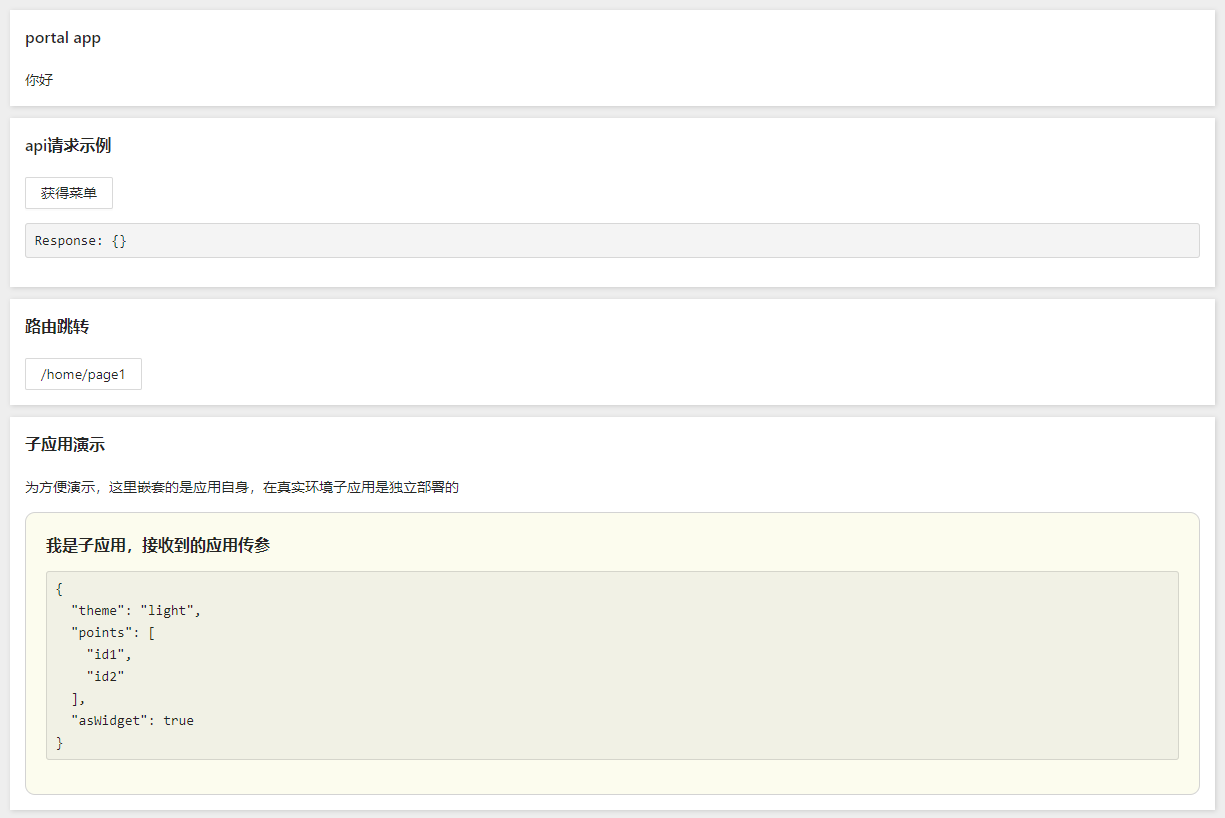 portal app
你好
api请求示例
获得菜单
Response: {}
路由跳转
/home/page1
子应用演示
为方便演示，这里嵌套的是应用自身，在真实环境子应用是独立部署的
我是子应用，接收到的应用传参
{
  "theme": "light",
  "points": [
    "id1",
    "id2"
  ],
  "asWidget": true
}